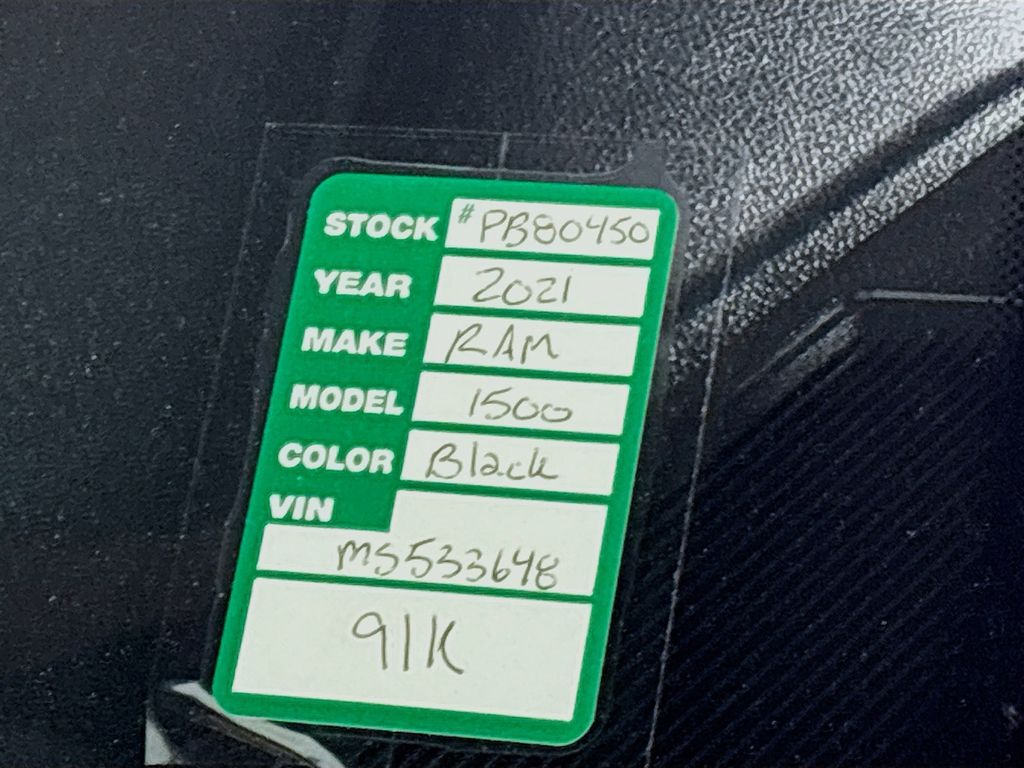 STOCK #PB80450
YEAR 2021
MAKE RAM
MODEL 1500
COLOR Black
VIN
MS533648
91K